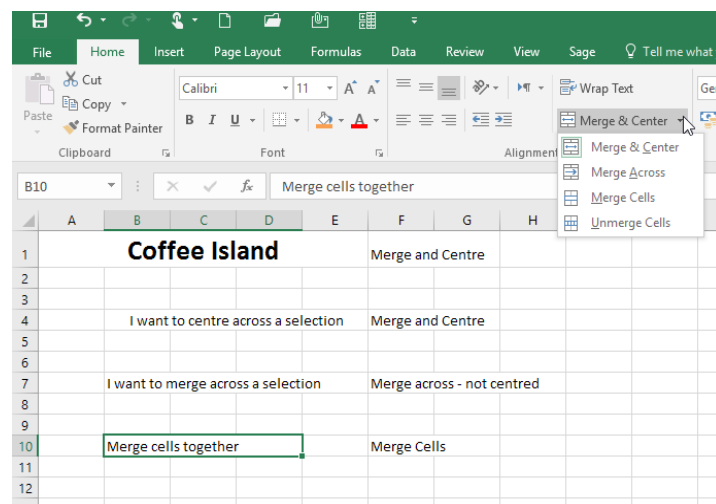 File Home Insert Page Layout Formulas Data Review View Sage Tell me what
Cut
Copy
Paste
Format Painter
Clipboard
Calibri 11 A A
B I U A
Font
Wrap Text
Merge & Center
Alignment
Merge & Center
Merge Across
Merge Cells
Unmerge Cells
B10 fx Merge cells together
A B C D E F G H
1 Coffee Island Merge and Centre
2
3
4 I want to centre across a selection Merge and Centre
5
6
7 I want to merge across a selection Merge across - not centred
8
9
10 Merge cells together Merge Cells
11
12